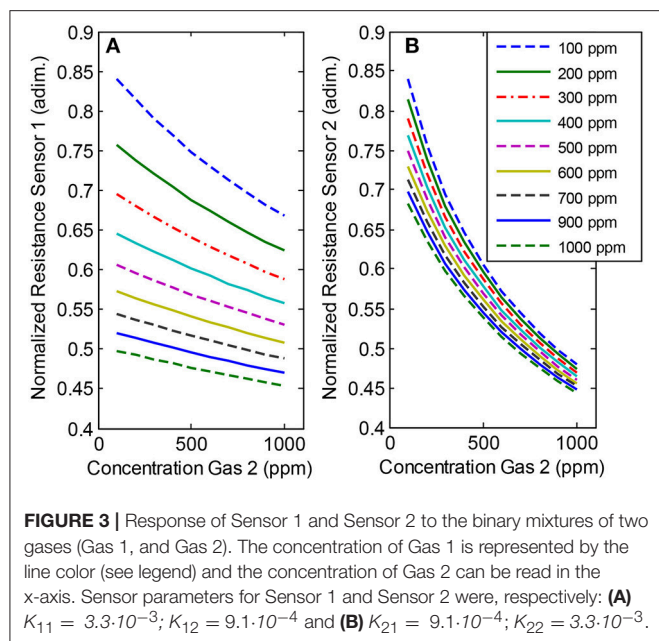 A
B
0.9
0.85
0.8
0.75
0.7
0.65
0.6
0.55
0.5
0.45
0.4
Normalized Resistance Sensor 1 (adim.)
0 500 1000
Concentration Gas 2 (ppm)
0.9
0.85
0.8
0.75
0.7
0.65
0.6
0.55
0.5
0.45
0.4
Normalized Resistance Sensor 2 (adim.)
0 500 1000
Concentration Gas 2 (ppm)
100 ppm
200 ppm
300 ppm
400 ppm
500 ppm
600 ppm
700 ppm
900 ppm
1000 ppm
FIGURE 3 | Response of Sensor 1 and Sensor 2 to the binary mixtures of two
gases (Gas 1, and Gas 2). The concentration of Gas 1 is represented by the
line color (see legend) and the concentration of Gas 2 can be read in the
x-axis. Sensor parameters for Sensor 1 and Sensor 2 were, respectively: (A)
K11 = 3.3·10−3; K12 = 9.1·10−4 and (B) K21 = 9.1·10−4; K22 = 3.3·10−3.